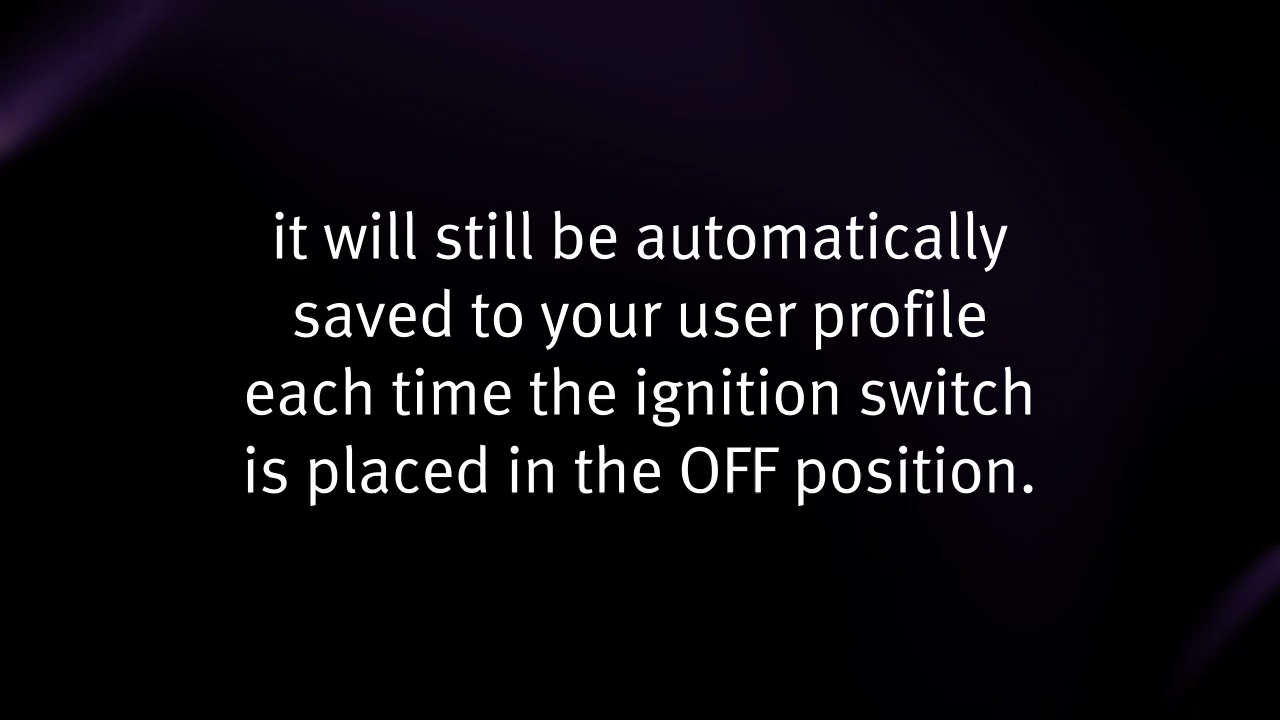 it will still be automatically
saved to your user profile
each time the ignition switch
is placed in the OFF position.